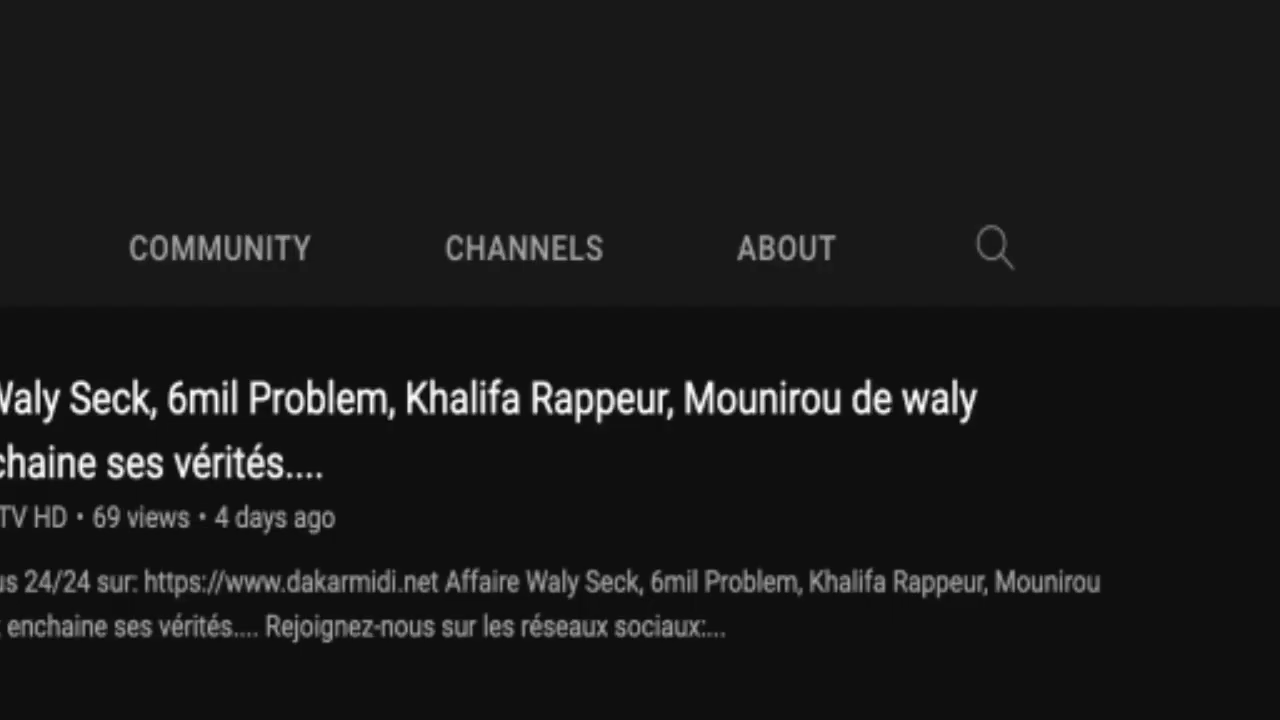 COMMUNITY CHANNELS ABOUT
Waly Seck, 6mil Problem, Khalifa Rappeur, Mounirou de waly
chaine ses vérités....
TV HD • 69 views • 4 days ago
us 24/24 sur: https://www.dakarmidi.net Affaire Waly Seck, 6mil Problem, Khalifa Rappeur, Mounirou
enchaine ses vérités.... Rejoignez-nous sur les réseaux sociaux:...